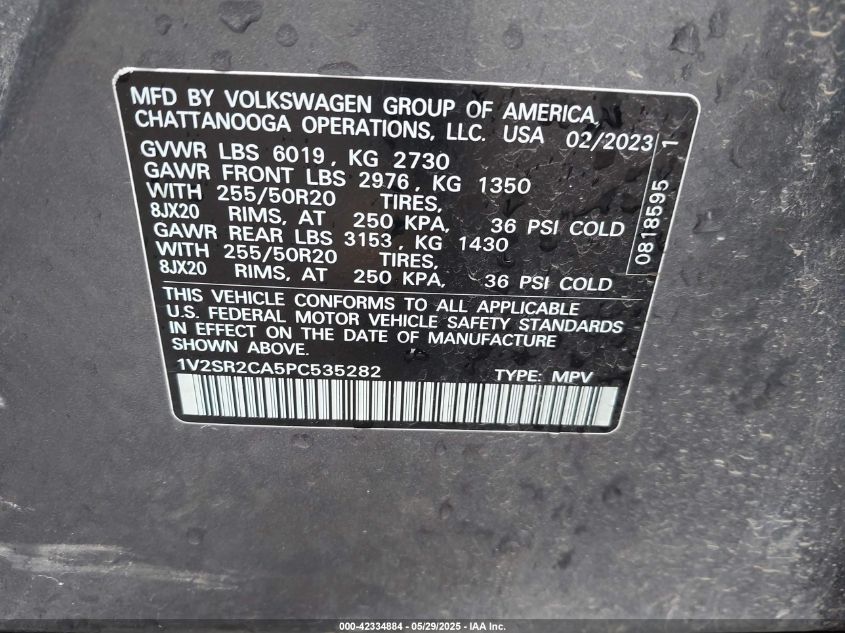 MFD BY VOLKSWAGEN GROUP OF AMERICA,
CHATTANOOGA OPERATIONS, LLC. USA 02/2023
GVWR LBS 6019, KG 2730
GAWR FRONT LBS 2976, KG 1350
WITH 255/50R20 TIRES,
8JX20 RIMS, AT 250 KPA, 36 PSI COLD
GAWR REAR LBS 3153, KG 1430
WITH 255/50R20 TIRES,
8JX20 RIMS, AT 250 KPA, 36 PSI COLD
0818595 1
THIS VEHICLE CONFORMS TO ALL APPLICABLE
U.S. FEDERAL MOTOR VEHICLE SAFETY STANDARDS
IN EFFECT ON THE DATE OF MANUFACTURE
SHOWN ABOVE.
1V2SR2CA5PC535282 TYPE: MPV
000-42334884 - 05/29/2025 - IAA Inc.